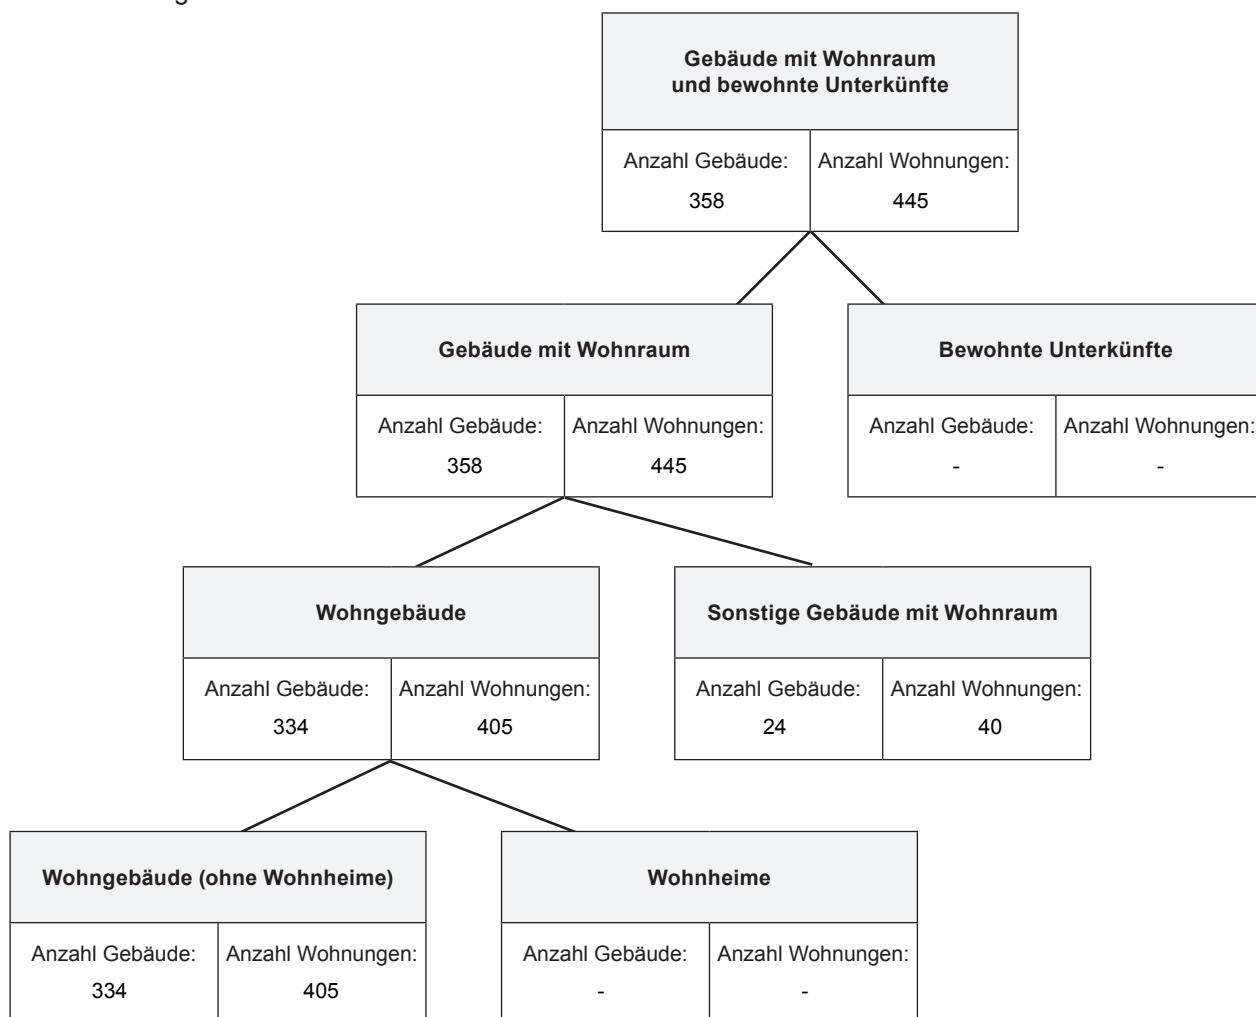 Gebäude mit Wohnraum
und bewohnte Unterkünfte
Anzahl Gebäude: Anzahl Wohnungen:
358 445
Gebäude mit Wohnraum
Bewohnte Unterkünfte
Anzahl Gebäude: Anzahl Wohnungen:
358 445
Anzahl Gebäude: Anzahl Wohnungen:
- -
Wohngebäude
Sonstige Gebäude mit Wohnraum
Anzahl Gebäude: Anzahl Wohnungen:
334 405
Anzahl Gebäude: Anzahl Wohnungen:
24 40
Wohngebäude (ohne Wohnheime)
Wohnheime
Anzahl Gebäude: Anzahl Wohnungen:
334 405
Anzahl Gebäude: Anzahl Wohnungen:
- -